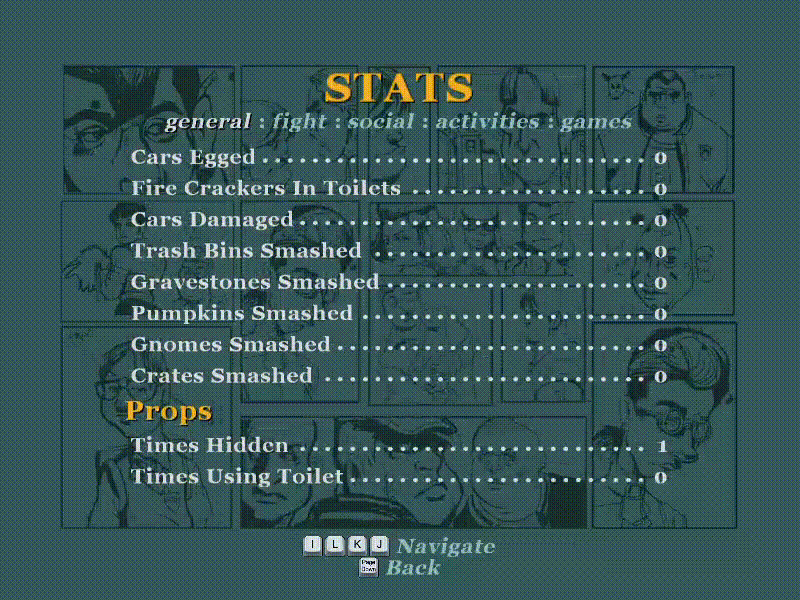 STATS
general : fight : social : activities : games
Cars Egged ................................ 0
Fire Crackers In Toilets ................... 0
Cars Damaged ............................. 0
Trash Bins Smashed ...................... 0
Gravestones Smashed ..................... 0
Pumpkins Smashed ....................... 0
Gnomes Smashed ......................... 0
Crates Smashed .......................... 0
Props
Times Hidden ............................ 1
Times Using Toilet ........................ 0
I L K J Navigate
Page Down Back